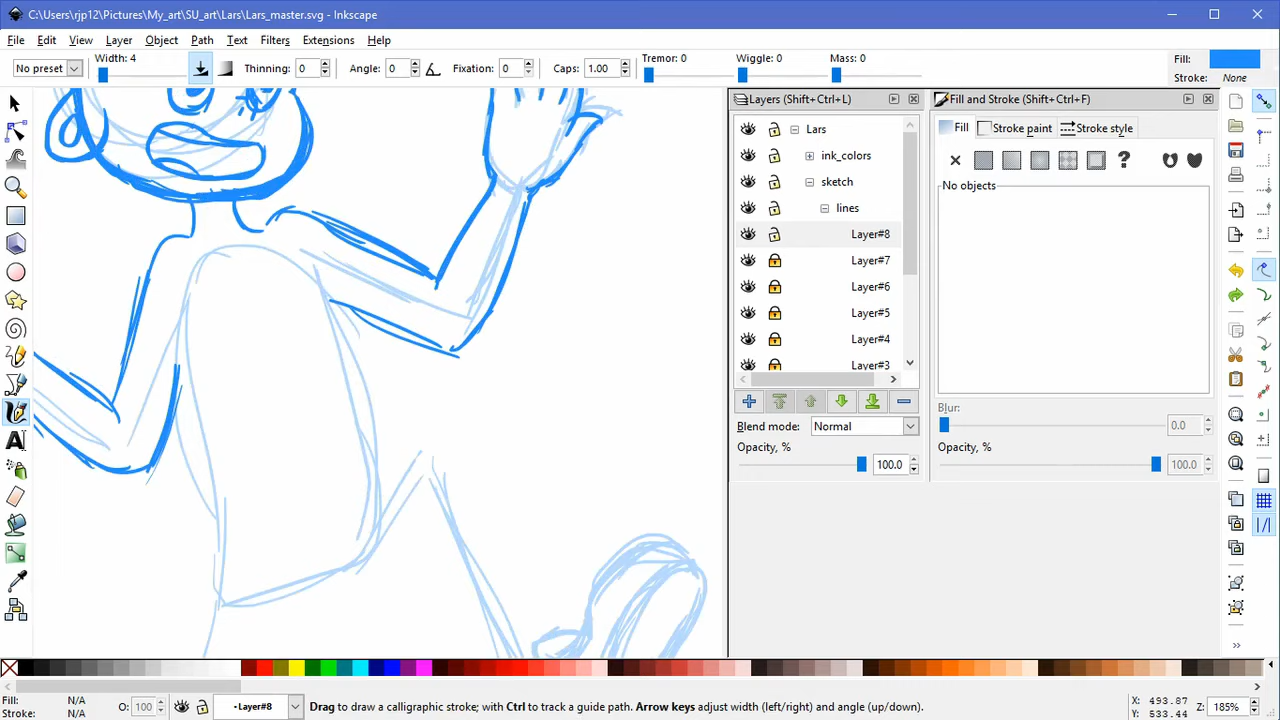 C:\Users\rjp12\Pictures\My_art\SU_art\Lars\Lars_master.svg - Inkscape
File Edit View Layer Object Path Text Filters Extensions Help
No preset Width: 4 Thinning: 0 Angle: 0 Fixation: 0 Caps: 1.00 Tremor: 0 Wiggle: 0 Mass: 0 Fill:
Stroke: None
Layers (Shift+Ctrl+L)
Lars
ink_colors
sketch
lines
Layer#8
Layer#7
Layer#6
Layer#5
Layer#4
Layer#3
Blend mode: Normal
Opacity, %
100.0
Fill and Stroke (Shift+Ctrl+F)
Fill Stroke paint Stroke style
?
No objects
Blur:
0.0
Opacity, %
100.0
A
Fill: N/A
Stroke: N/A
O: 100
·Layer#8
Drag to draw a calligraphic stroke; with Ctrl to track a guide path. Arrow keys adjust width (left/right) and angle (up/down).
X: 493.87
Y: 533.44
185%